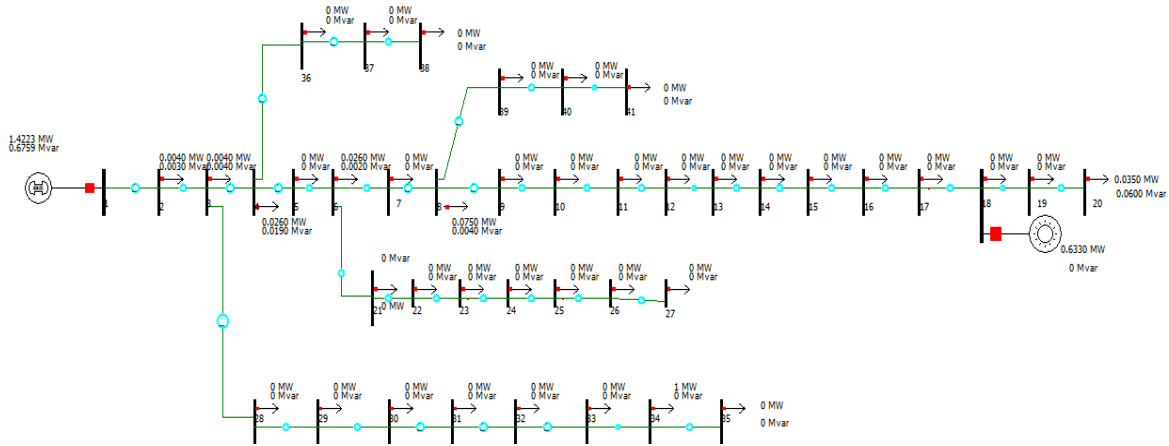 0 MW
0 Mvar
0 MW
0 Mvar
0 MW
0 Mvar
36
37
38
0 MW
0 Mvar
0 MW
0 Mvar
0 MW
0 Mvar
39
40
41
1.4223 MW
0.6759 Mvar
0.0040 MW
0.0030 Mvar
0.0040 MW
0.0040 Mvar
0 MW
0 Mvar
0.0260 MW
0.0020 Mvar
0 MW
0 Mvar
0 MW
0 Mvar
0 MW
0 Mvar
0 MW
0 Mvar
0 MW
0 Mvar
0 MW
0 Mvar
0 MW
0 Mvar
0 MW
0 Mvar
0 MW
0 Mvar
0 MW
0 Mvar
0 MW
0 Mvar
0 MW
0 Mvar
0.0350 MW
0.0600 Mvar
1
2
3
4
5
6
7
8
9
10
11
12
13
14
15
16
17
18
19
20
0.0260 MW
0.0190 Mvar
0.0750 MW
0.0040 Mvar
0.6330 MW
0 Mvar
0 Mvar
0 MW
0 MW
0 Mvar
0 MW
0 Mvar
0 MW
0 Mvar
0 MW
0 Mvar
0 MW
0 Mvar
0 MW
0 Mvar
21
22
23
24
25
26
27
0 MW
0 Mvar
0 MW
0 Mvar
0 MW
0 Mvar
0 MW
0 Mvar
0 MW
0 Mvar
0 MW
0 Mvar
1 MW
0 Mvar
0 MW
0 Mvar
28
29
30
31
32
33
34
35